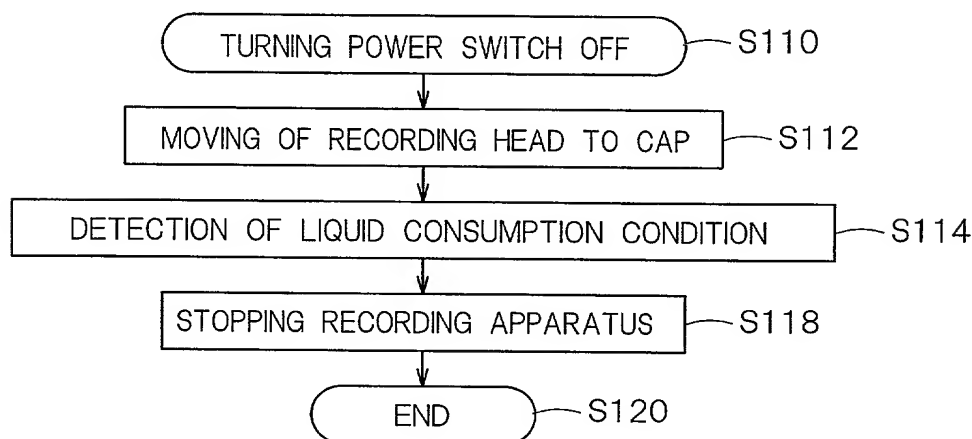 TURNING POWER SWITCH OFF S110
MOVING OF RECORDING HEAD TO CAP S112
DETECTION OF LIQUID CONSUMPTION CONDITION S114
STOPPING RECORDING APPARATUS S118
END S120